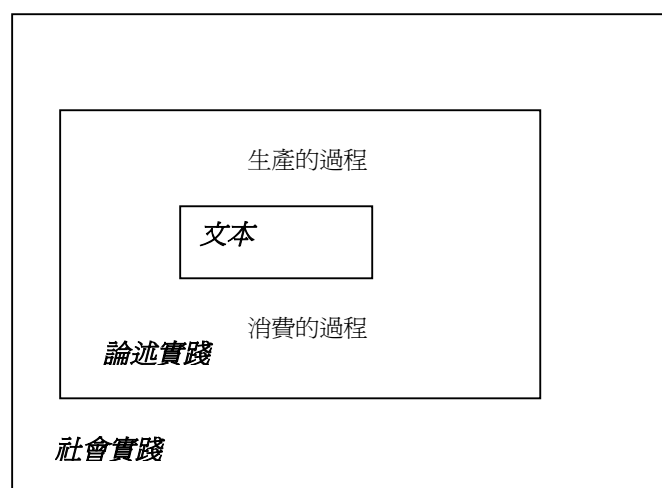 生產的過程
文本
消費的過程
論述實踐
社會實踐